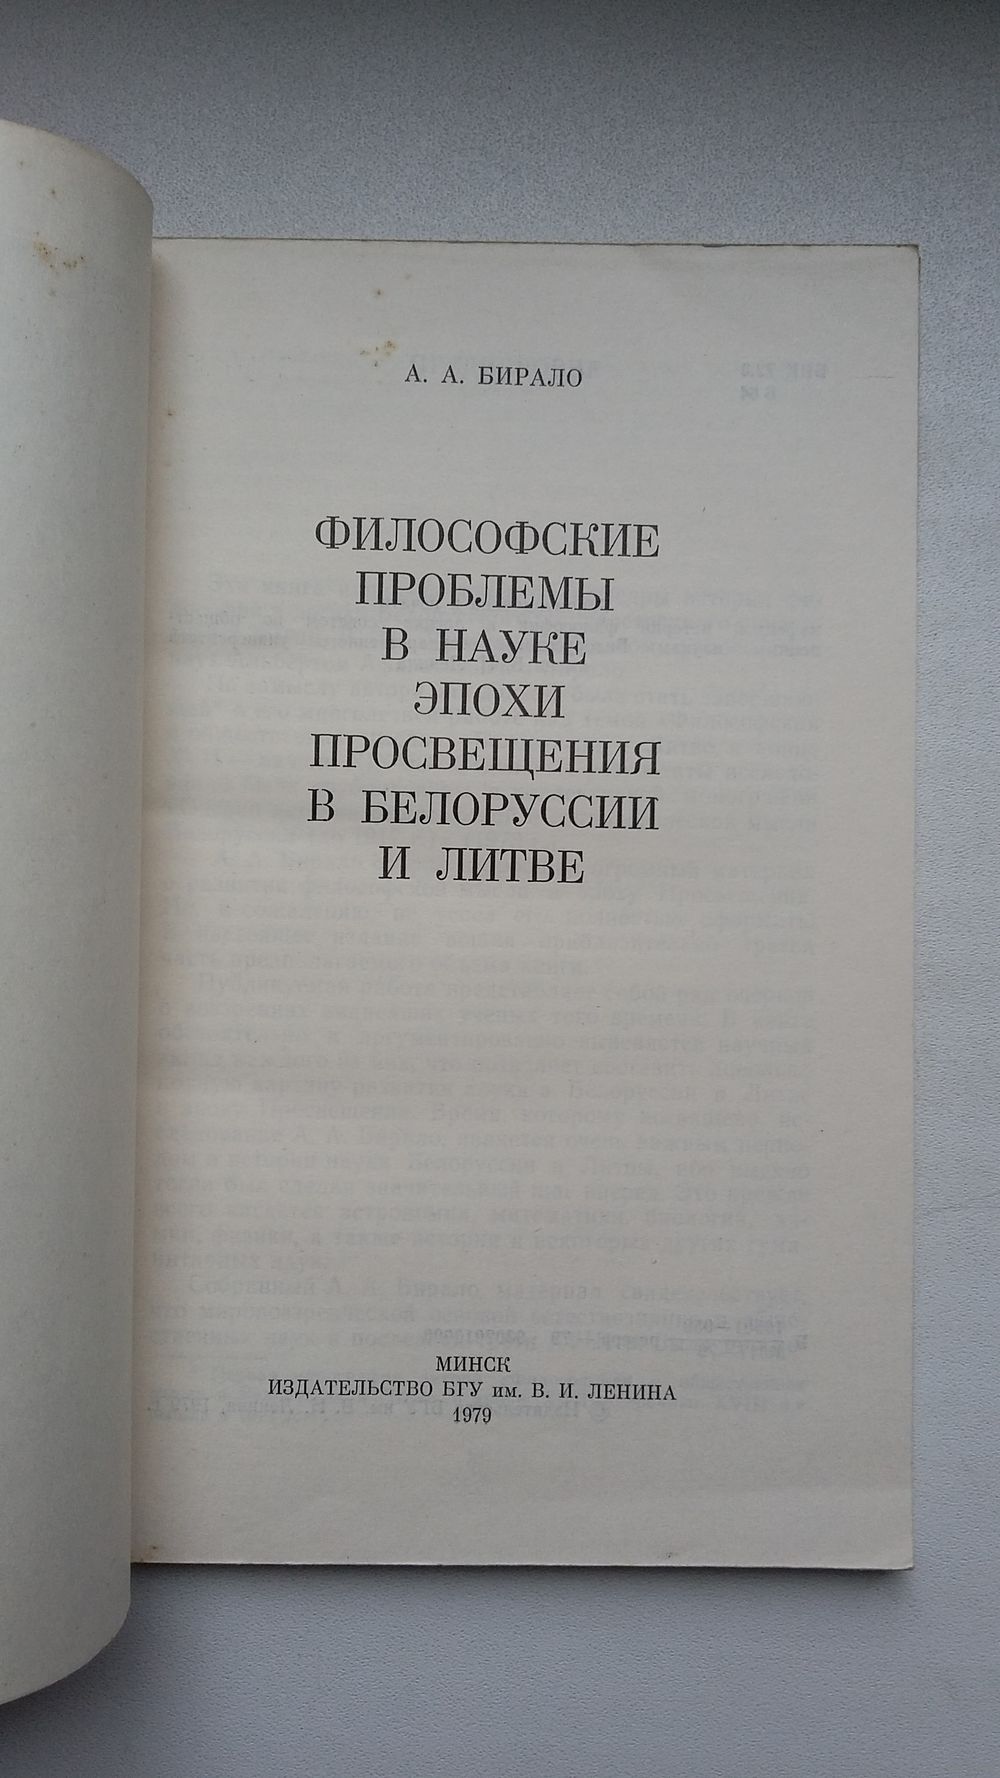 А. А. БИРАЛО
ФИЛОСОФСКИЕ
ПРОБЛЕМЫ
В НАУКЕ
ЭПОХИ
ПРОСВЕЩЕНИЯ
В БЕЛОРУССИИ
И ЛИТВЕ
МИНСК
ИЗДАТЕЛЬСТВО БГУ им. В. И. ЛЕНИНА
1979